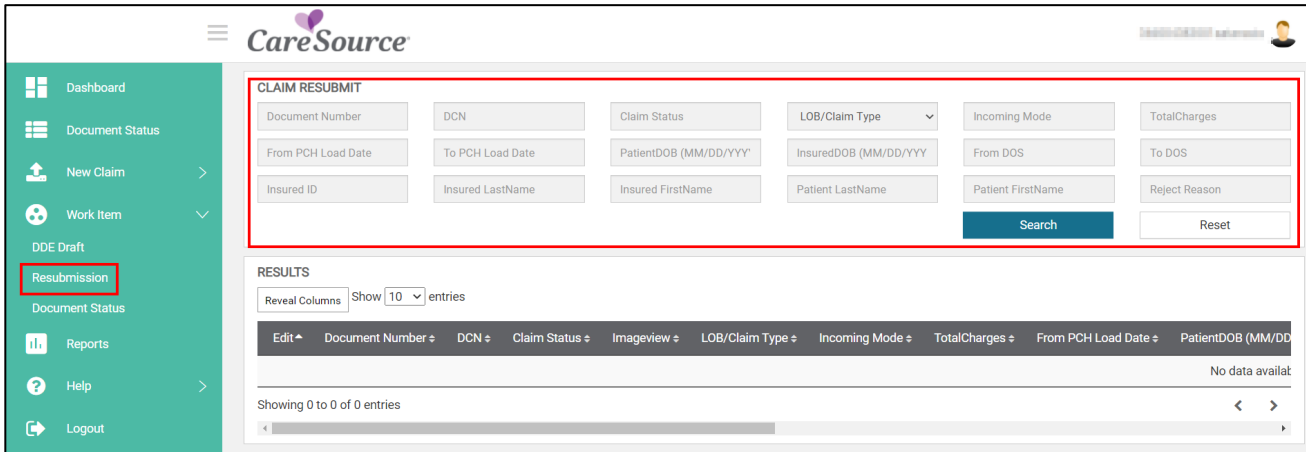 CareSource
Dashboard
Document Status
New Claim
Work Item
DDE Draft
Resubmission
Document Status
Reports
Help
Logout
CLAIM RESUBMIT
Document Number DCN Claim Status LOB/Claim Type Incoming Mode TotalCharges
From PCH Load Date To PCH Load Date PatientDOB (MM/DD/YYY InsuredDOB (MM/DD/YYY From DOS To DOS
Insured ID Insured LastName Insured FirstName Patient LastName Patient FirstName Reject Reason
Search Reset
RESULTS
Reveal Columns Show 10 entries
Edit Document Number DCN Claim Status Imageview LOB/Claim Type Incoming Mode TotalCharges From PCH Load Date PatientDOB (MM/DD
No data availab
Showing 0 to 0 of 0 entries